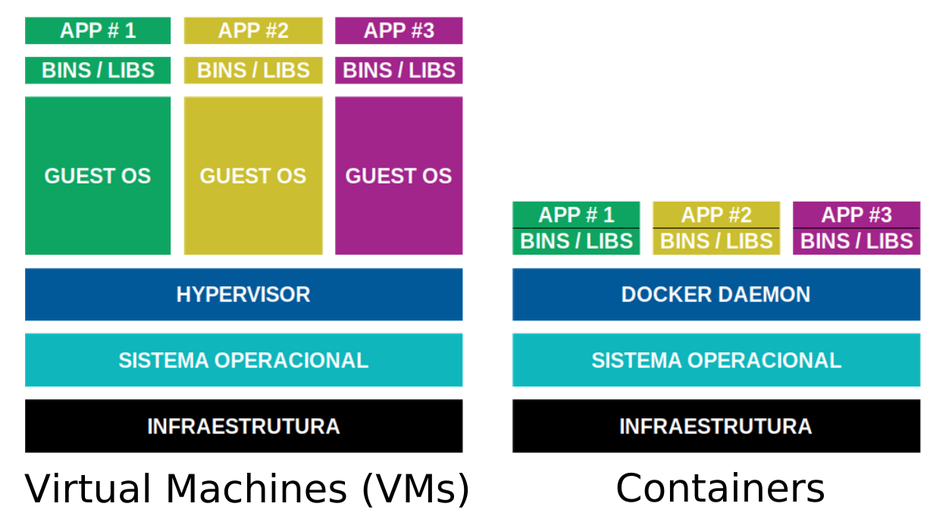 APP # 1
APP #2
APP #3
BINS / LIBS
BINS / LIBS
BINS / LIBS
GUEST OS
GUEST OS
GUEST OS
HYPERVISOR
SISTEMA OPERACIONAL
INFRAESTRUTURA
Virtual Machines (VMs)
APP # 1
APP #2
APP #3
BINS / LIBS
BINS / LIBS
BINS / LIBS
DOCKER DAEMON
SISTEMA OPERACIONAL
INFRAESTRUTURA
Containers